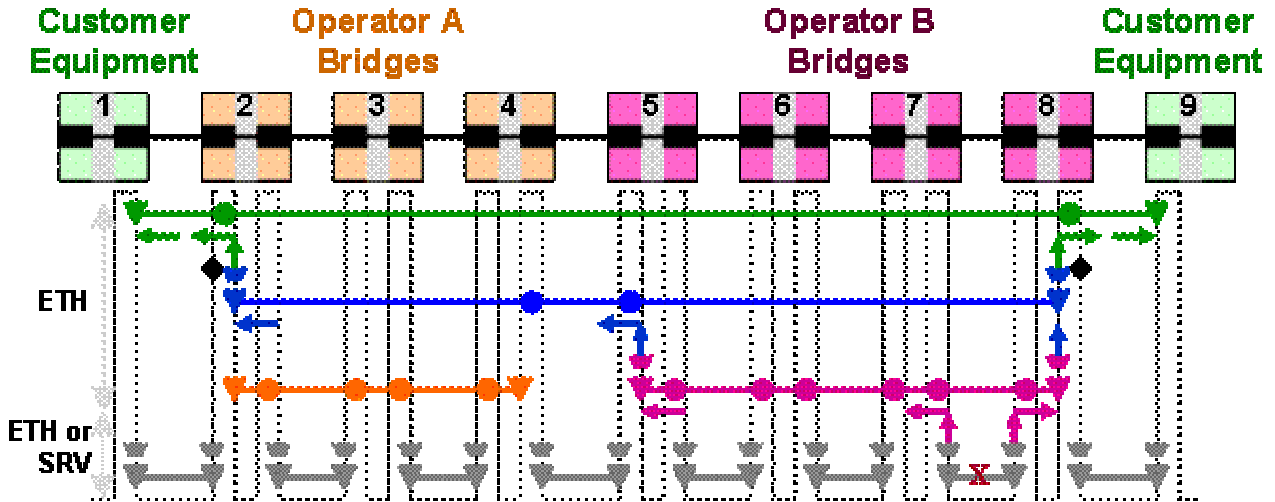 Customer Operator A Operator B Customer
Equipment Bridges Bridges Equipment
1 2 3 4 5 6 7 8 9
ETH
ETH or
SRV
X